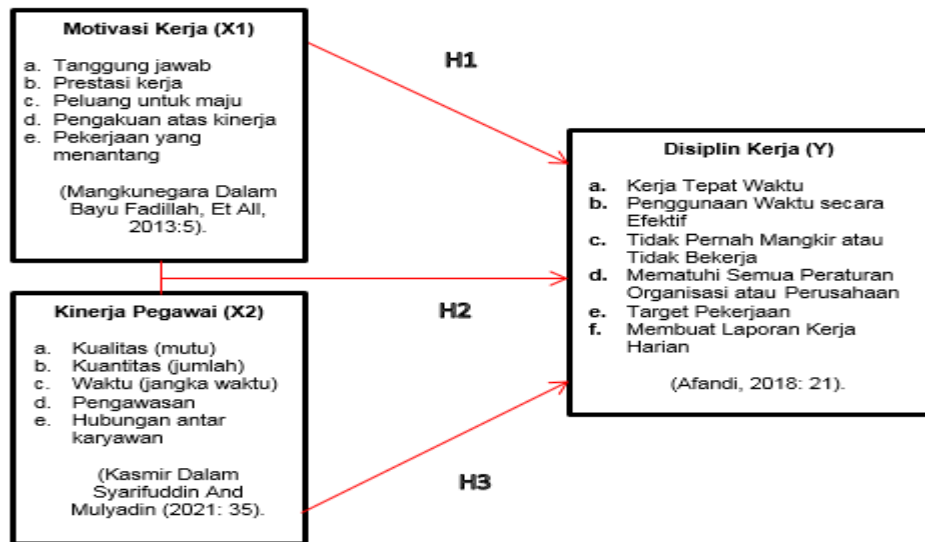 Motivasi Kerja (X1)
a. Tanggung jawab
b. Prestasi kerja
c. Peluang untuk maju
d. Pengakuan atas kinerja
e. Pekerjaan yang
menantang
(Mangkunegara Dalam
Bayu Fadillah, Et All,
2013:5).
H1
Kinerja Pegawai (X2)
a. Kualitas (mutu)
b. Kuantitas (jumlah)
c. Waktu (jangka waktu)
d. Pengawasan
e. Hubungan antar
karyawan
(Kasmir Dalam
Syarifuddin And
Mulyadin (2021: 35).
H2
H3
Disiplin Kerja (Y)
a. Kerja Tepat Waktu
b. Penggunaan Waktu secara
Efektif
c. Tidak Pernah Mangkir atau
Tidak Bekerja
d. Mematuhi Semua Peraturan
Organisasi atau Perusahaan
e. Target Pekerjaan
f. Membuat Laporan Kerja
Harian
(Afandi, 2018: 21).